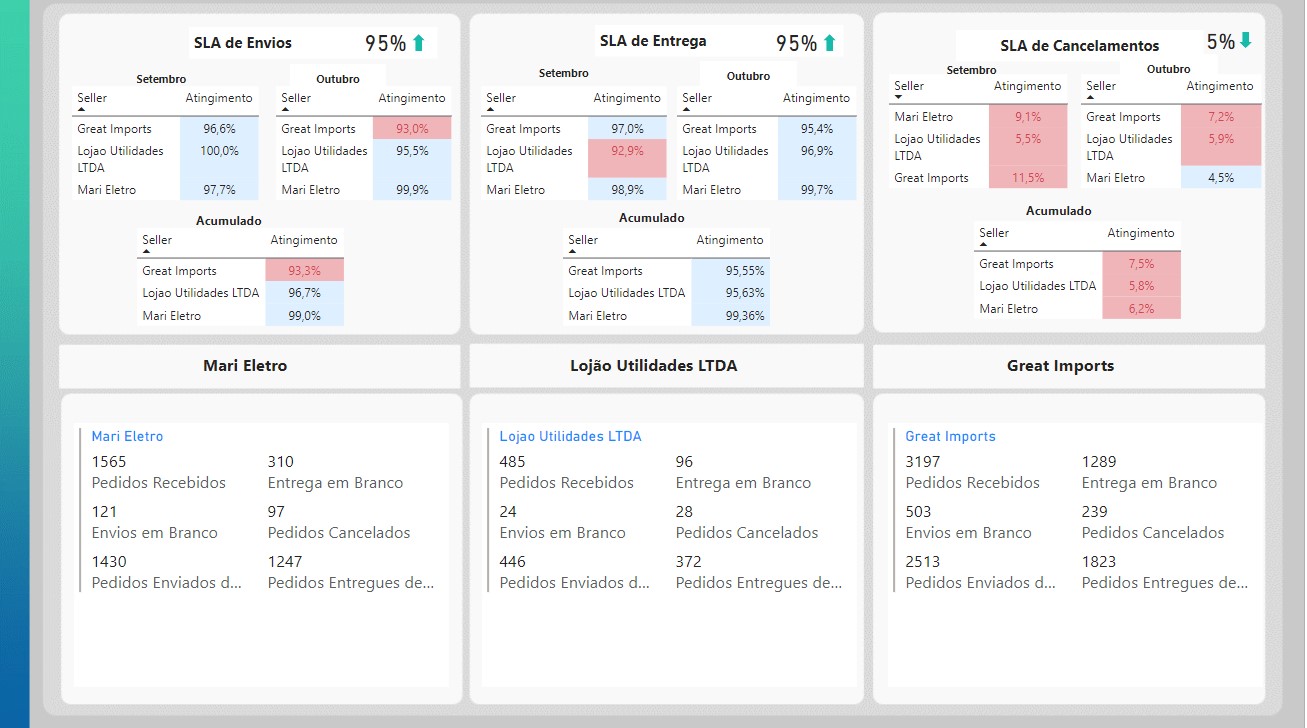 SLA de Envios 95%
Setembro
Seller Atingimento
Great Imports 96,6%
Lojao Utilidades 100,0%
LTDA
Mari Eletro 97,7%
Outubro
Seller Atingimento
Great Imports 93,0%
Lojao Utilidades 95,5%
LTDA
Mari Eletro 99,9%
Acumulado
Seller Atingimento
Great Imports 93,3%
Lojao Utilidades LTDA 96,7%
Mari Eletro 99,0%
SLA de Entrega 95%
Setembro
Seller Atingimento
Great Imports 97,0%
Lojao Utilidades 92,9%
LTDA
Mari Eletro 98,9%
Outubro
Seller Atingimento
Great Imports 95,4%
Lojao Utilidades 96,9%
LTDA
Mari Eletro 99,7%
Acumulado
Seller Atingimento
Great Imports 95,55%
Lojao Utilidades LTDA 95,63%
Mari Eletro 99,36%
SLA de Cancelamentos 5%
Setembro
Seller Atingimento
Mari Eletro 9,1%
Lojao Utilidades 5,5%
LTDA
Great Imports 11,5%
Outubro
Seller Atingimento
Great Imports 7,2%
Lojao Utilidades 5,9%
LTDA
Mari Eletro 4,5%
Acumulado
Seller Atingimento
Great Imports 7,5%
Lojao Utilidades LTDA 5,8%
Mari Eletro 6,2%
Mari Eletro
Mari Eletro
1565 310
Pedidos Recebidos Entrega em Branco
121 97
Envios em Branco Pedidos Cancelados
1430 1247
Pedidos Enviados d... Pedidos Entregues de...
Lojão Utilidades LTDA
Lojao Utilidades LTDA
485 96
Pedidos Recebidos Entrega em Branco
24 28
Envios em Branco Pedidos Cancelados
446 372
Pedidos Enviados d... Pedidos Entregues de...
Great Imports
Great Imports
3197 1289
Pedidos Recebidos Entrega em Branco
503 239
Envios em Branco Pedidos Cancelados
2513 1823
Pedidos Enviados d... Pedidos Entregues de...